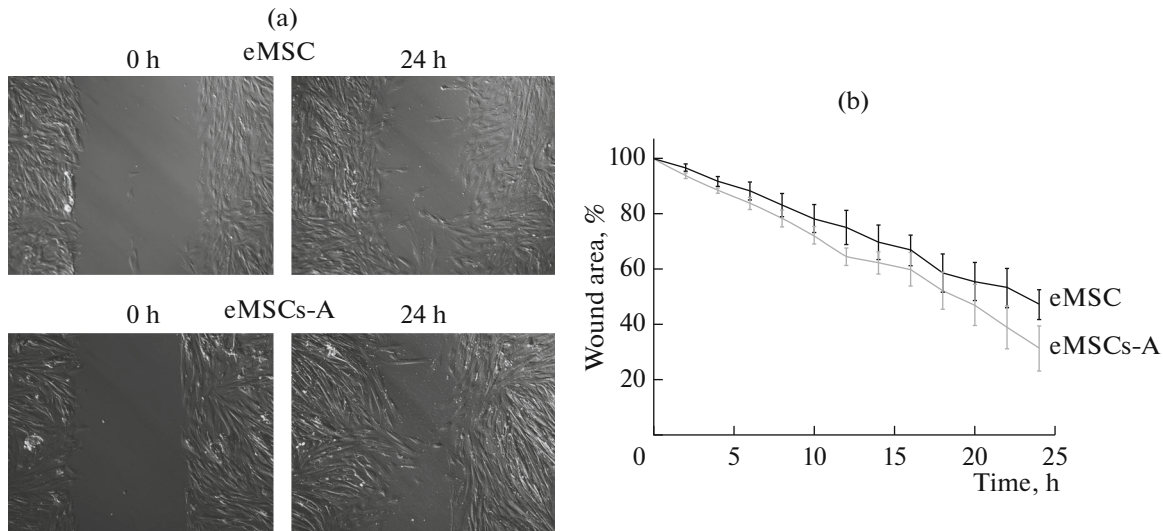 (a)
eMSC
0 h
24 h
eMSCs-A
0 h
24 h
(b)
Wound area, %
100
80
60
40
20
0
5
10
15
20
25
Time, h
eMSC
eMSCs-A